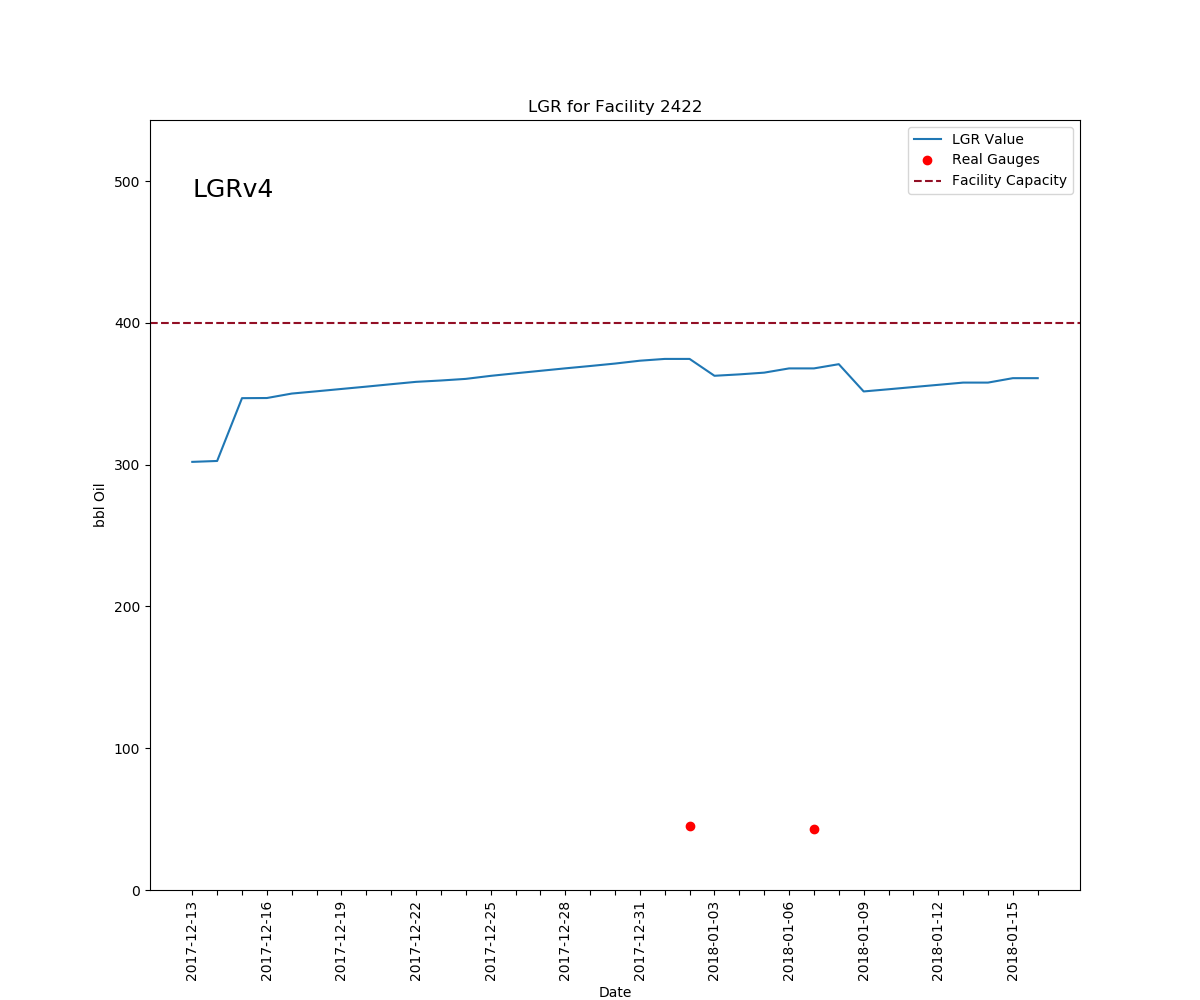 LGR for Facility 2422
LGRv4
LGR Value
Real Gauges
Facility Capacity
500
400
300
200
100
0
bbl Oil
2017-12-13
2017-12-16
2017-12-19
2017-12-22
2017-12-25
2017-12-28
2017-12-31
2018-01-03
2018-01-06
2018-01-09
2018-01-12
2018-01-15
Date